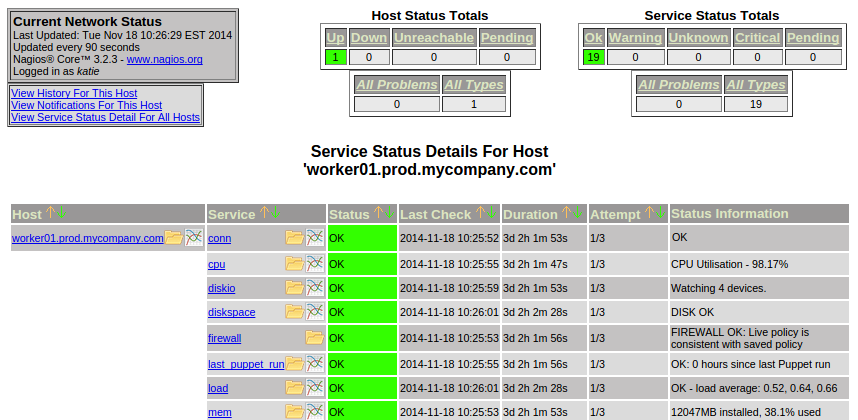 Current Network Status
Last Updated: Tue Nov 18 10:26:29 EST 2014
Updated every 90 seconds
Nagios® Core™ 3.2.3 - www.nagios.org
Logged in as katie
View History For This Host
View Notifications For This Host
View Service Status Detail For All Hosts
Host Status Totals
Up Down Unreachable Pending
1 0 0 0
All Problems All Types
0 1
Service Status Totals
Ok Warning Unknown Critical Pending
19 0 0 0 0
All Problems All Types
0 19
Service Status Details For Host
'worker01.prod.mycompany.com'
Host Service Status Last Check Duration Attempt Status Information
worker01.prod.mycompany.com conn OK 2014-11-18 10:25:52 3d 2h 1m 53s 1/3 OK
cpu OK 2014-11-18 10:25:55 3d 2h 1m 47s 1/3 CPU Utilisation - 98.17%
diskio OK 2014-11-18 10:25:59 3d 2h 1m 53s 1/3 Watching 4 devices.
diskspace OK 2014-11-18 10:26:01 3d 2h 2m 28s 1/3 DISK OK
firewall OK 2014-11-18 10:25:53 3d 2h 1m 56s 1/3 FIREWALL OK: Live policy is
consistent with saved policy
last_puppet_run OK 2014-11-18 10:25:55 3d 2h 1m 56s 1/3 OK: 0 hours since last Puppet run
load OK 2014-11-18 10:26:01 3d 2h 2m 28s 1/3 OK - load average: 0.52, 0.64, 0.66
mem OK 2014-11-18 10:25:53 3d 2h 1m 56s 1/3 12047MB installed, 38.1% used